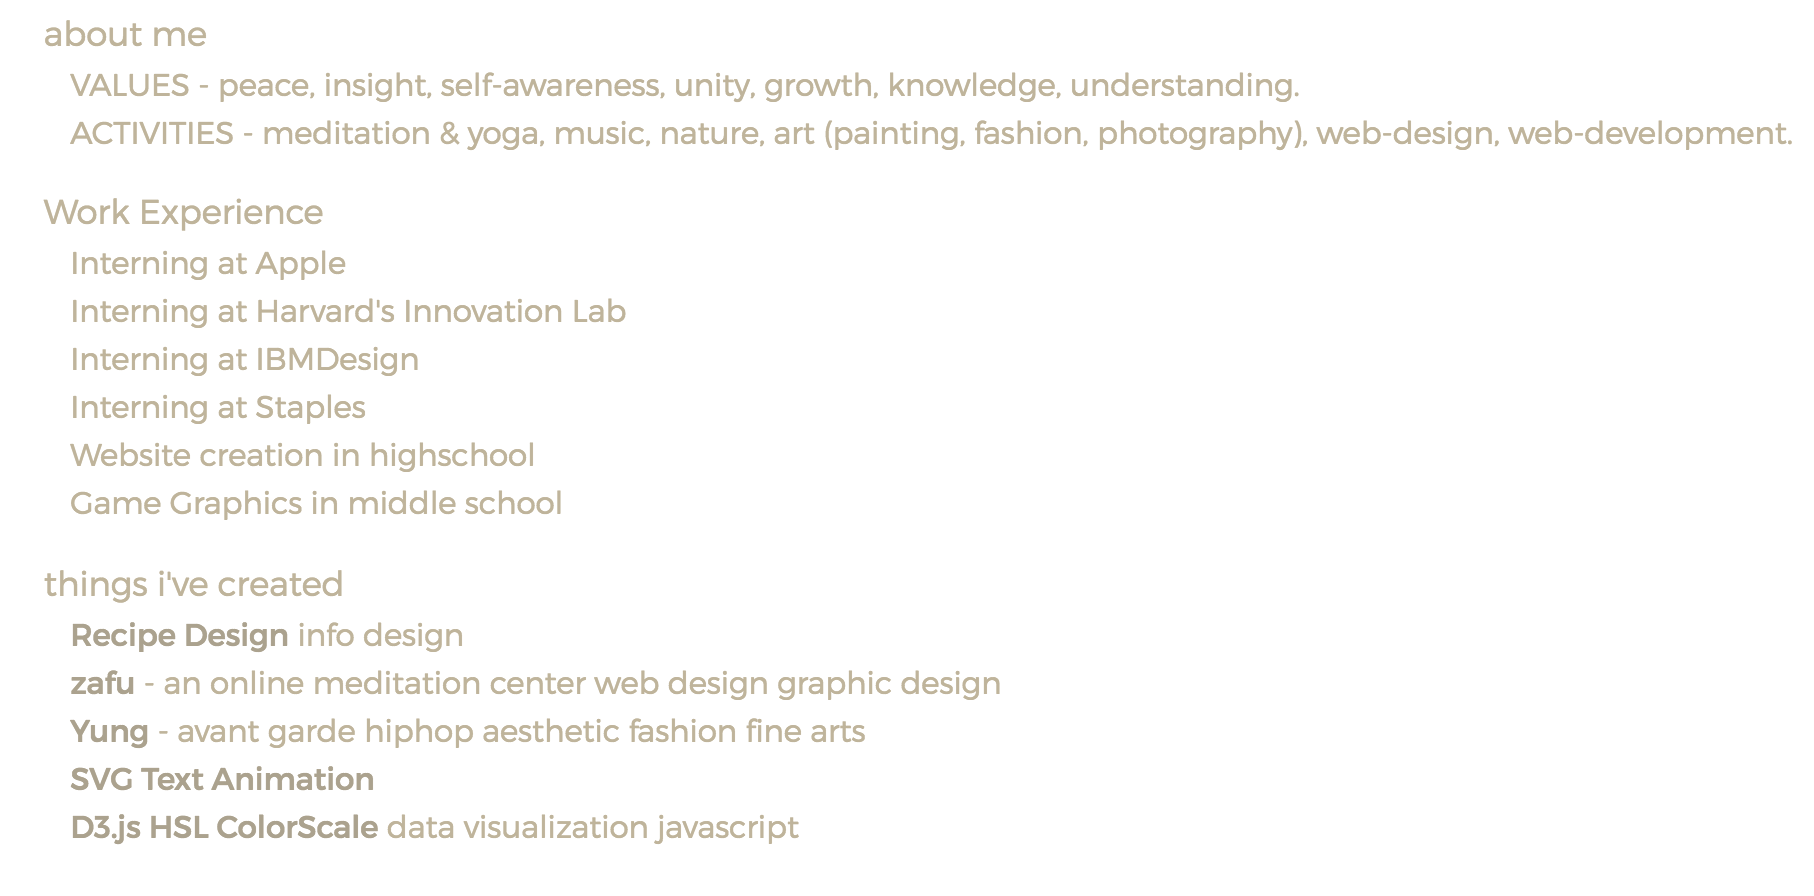 about me
VALUES - peace, insight, self-awareness, unity, growth, knowledge, understanding.
ACTIVITIES - meditation & yoga, music, nature, art (painting, fashion, photography), web-design, web-development.
Work Experience
Interning at Apple
Interning at Harvard's Innovation Lab
Interning at IBMDesign
Interning at Staples
Website creation in highschool
Game Graphics in middle school
things i've created
Recipe Design info design
zafu - an online meditation center web design graphic design
Yung - avant garde hiphop aesthetic fashion fine arts
SVG Text Animation
D3.js HSL ColorScale data visualization javascript